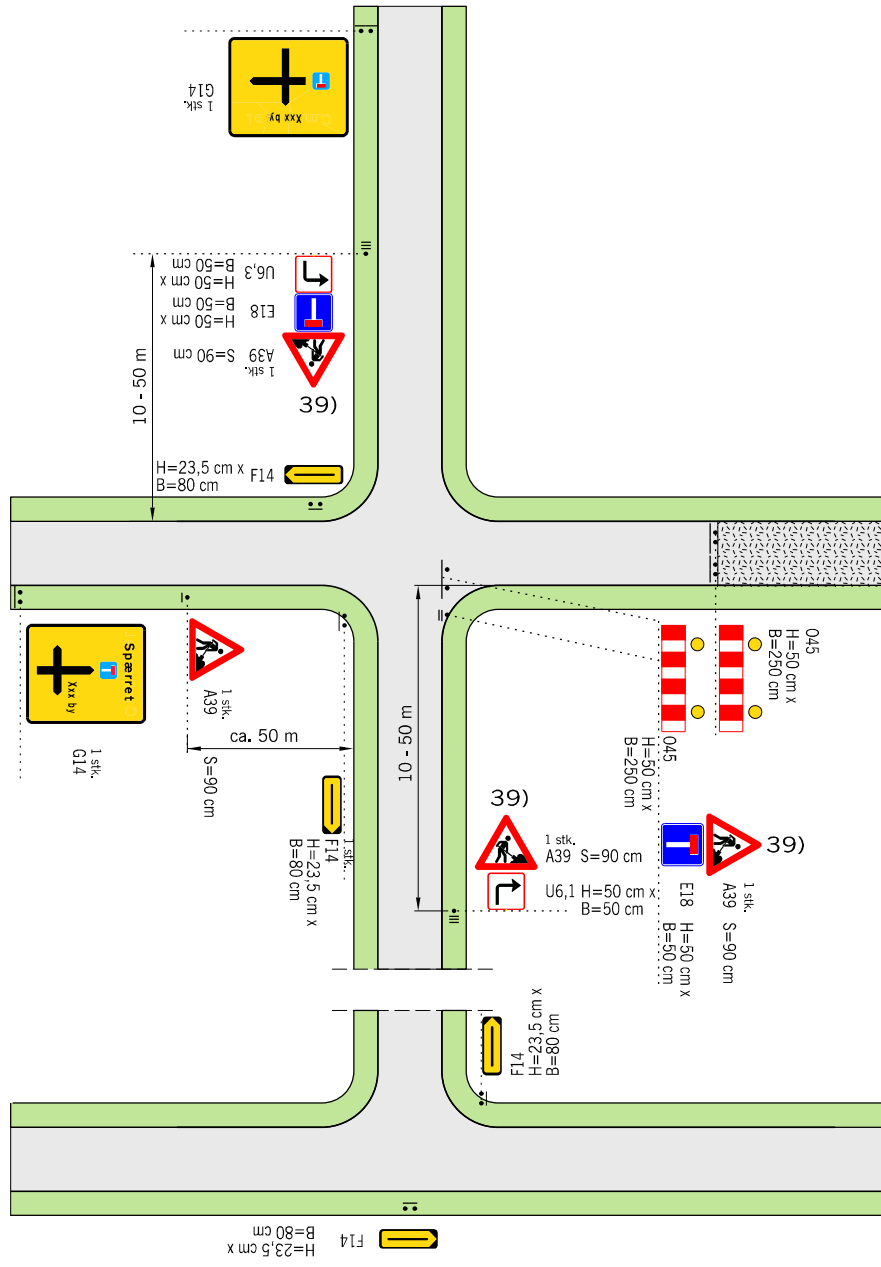 Xxx by
1 stk.
G14
U6,3
H=50 cm x
B=50 cm
E18
H=50 cm x
B=50 cm
1 stk.
A39 S=90 cm
39)
10 - 50 m
H=23,5 cm x
B=80 cm
F14
Spærret
Xxx by
1 stk.
G14
1 stk.
A39
S=90 cm
ca. 50 m
1 stk.
F14
H=23,5 cm x
B=80 cm
10 - 50 m
39)
1 stk.
A39 S=90 cm
U6,1 H=50 cm x
B=50 cm
O45
H=50 cm x
B=250 cm
O45
H=50 cm x
B=250 cm
39)
1 stk.
A39 S=90 cm
E18 H=50 cm x
B=50 cm
F14
H=23,5 cm x
B=80 cm
F14
H=23,5 cm x
B=80 cm